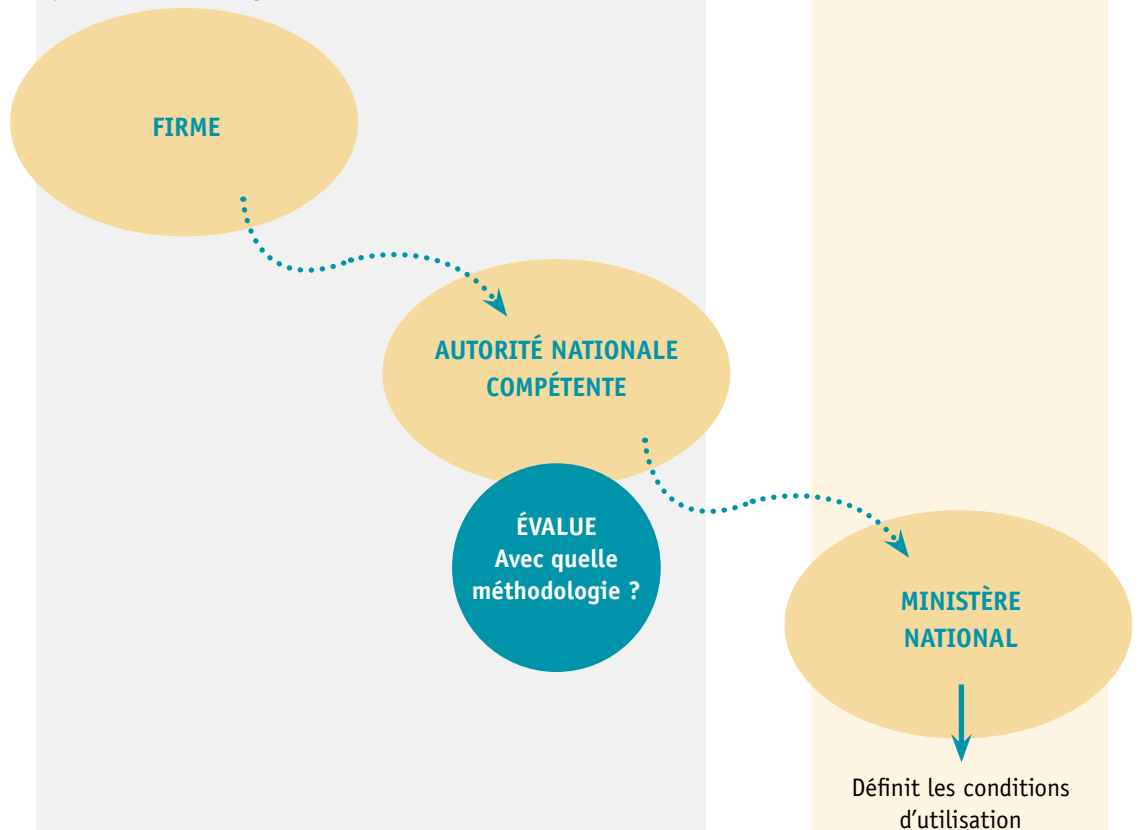 FIRME
AUTORITÉ NATIONALE
COMPÉTENTE
ÉVALUE
Avec quelle
méthodologie ?
MINISTÈRE
NATIONAL
Définit les conditions
d'utilisation